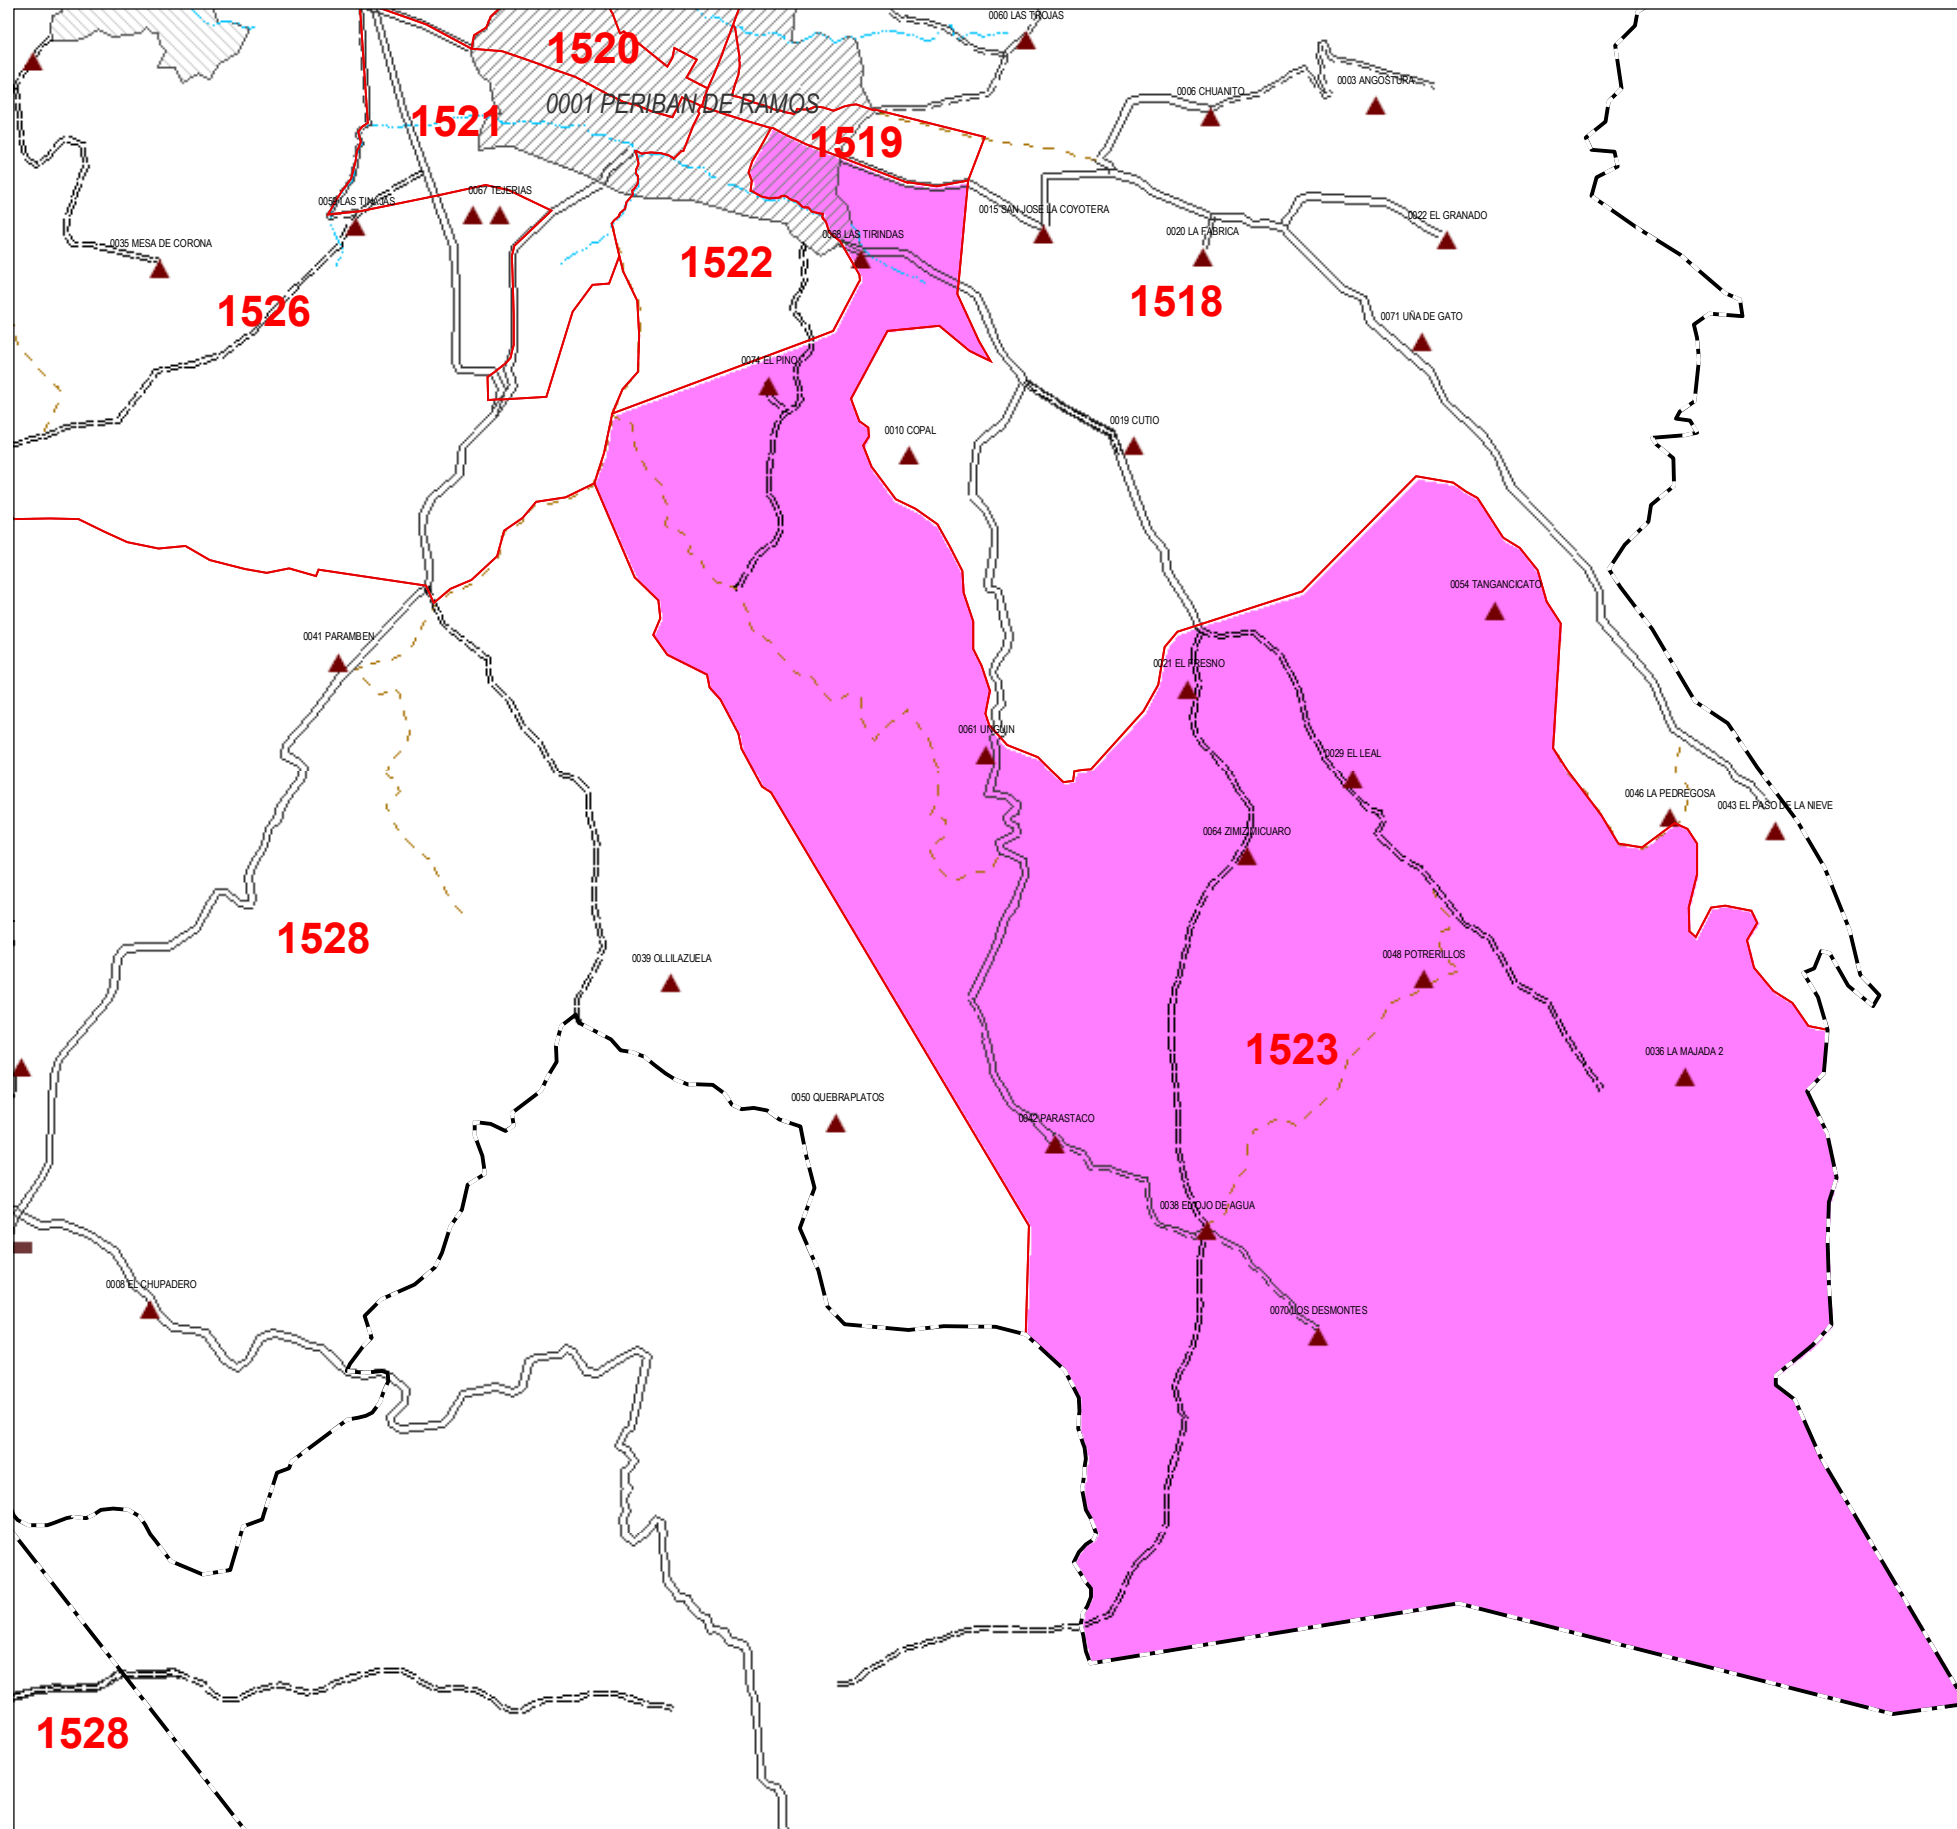 0060 LAS TROJAS
1520
0003 ANGOSTURA
0006 CHUANITO
0001 PERIBAN DE RAMOS
1521
1519
0067 TEJERIAS
0058 LAS TINAJAS
0015 SAN JOSE LA COYOTERA
0022 EL GRANADO
0020 LA FABRICA
0068 LAS TIRINDAS
0035 MESA DE CORONA
1522
1518
1526
0071 UÑA DE GATO
0074 EL PINO
0019 CUTIO
0010 COPAL
0054 TANGANCICATO
0041 PARAMBEN
0021 EL FRESNO
0061 UNGUIN
0029 EL LEAL
0046 LA PEDREGOSA
0043 EL PASO DE LA NIEVE
0064 ZIMIZIMICUARO
1528
0048 POTRERILLOS
0039 OLLILAZUELA
1523
0036 LA MAJADA 2
0050 QUEBRAPLATOS
0042 PARASTACO
0038 EL OJO DE AGUA
0008 EL CHUPADERO
0070 LOS DESMONTES
1528